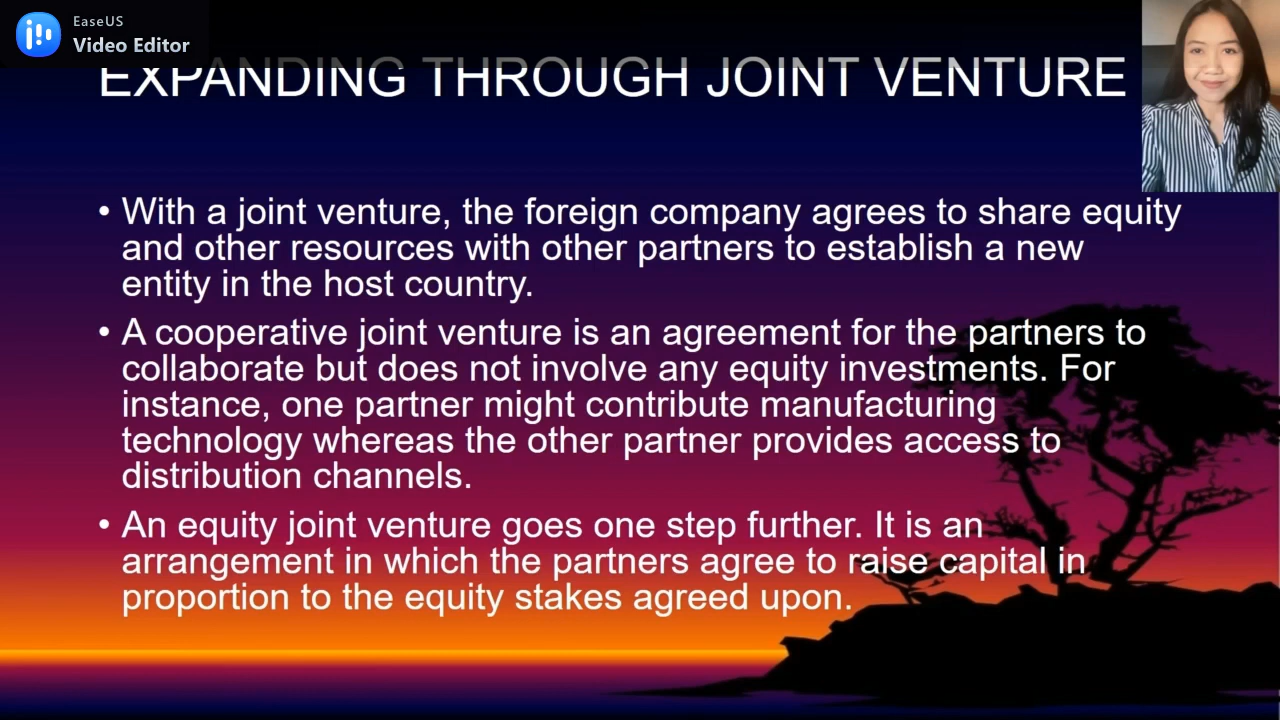 EaseUS
Video Editor
EXPANDING THROUGH JOINT VENTURE
• With a joint venture, the foreign company agrees to share equity
and other resources with other partners to establish a new
entity in the host country.
• A cooperative joint venture is an agreement for the partners to
collaborate but does not involve any equity investments. For
instance, one partner might contribute manufacturing
technology whereas the other partner provides access to
distribution channels.
• An equity joint venture goes one step further. It is an
arrangement in which the partners agree to raise capital in
proportion to the equity stakes agreed upon.